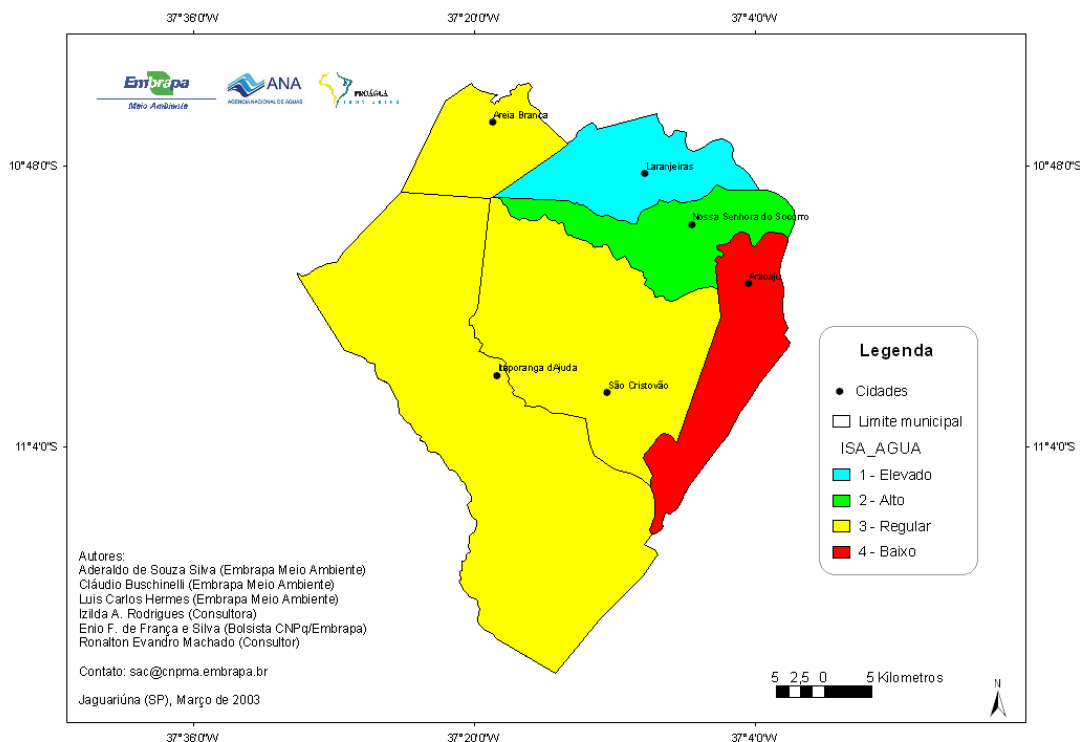 37°36'0"W 37°20'0"W 37°4'0"W
Embrapa
Meio Ambiente
ANA
AGÊNCIA NACIONAL DE ÁGUAS
PROÁGUA
10°48'0"S 10°48'0"S
Areia Branca
Laranjeiras
Nossa Senhora do Socorro
Aracaju
Itaporanga dAjuda
São Cristovão
11°4'0"S 11°4'0"S
Legenda
Cidades
Limite municipal
ISA_AGUA
1 - Elevado
2 - Alto
3 - Regular
4 - Baixo
Autores:
Aderaldo de Souza Silva (Embrapa Meio Ambiente)
Cláudio Buschinelli (Embrapa Meio Ambiente)
Luis Carlos Hermes (Embrapa Meio Ambiente)
Izilda A. Rodrigues (Consultora)
Enio F. de França e Silva (Bolsista CNPq/Embrapa)
Ronalton Evandro Machado (Consultor)
Contato: sac@cnpma.embrapa.br
Jaguariúna (SP), Março de 2003
5 2,5 0 5 Kilometros
N
37°36'0"W 37°20'0"W 37°4'0"W